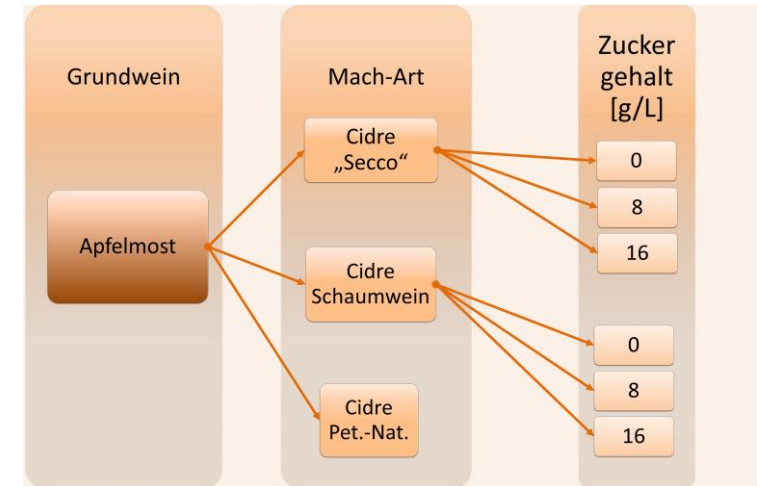 Grundwein
Apfelmost
Mach-Art
Cidre
„Secco“
Cidre
Schaumwein
Cidre
Pet.-Nat.
Zucker
gehalt
[g/L]
0
8
16
0
8
16